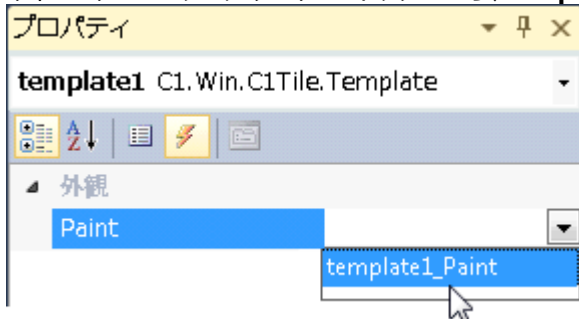 プロパティ
template1 C1.Win.C1Tile.Template
外観
Paint
template1_Paint